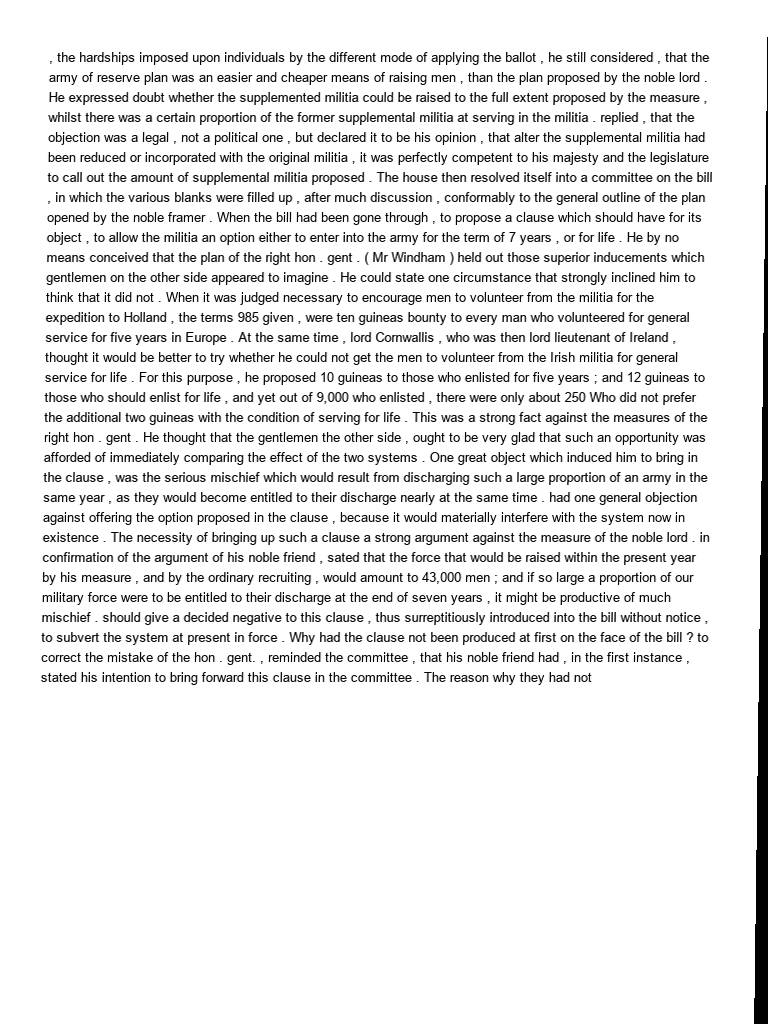 , the hardships imposed upon individuals by the different mode of applying the ballot , he still considered , that the
army of reserve plan was an easier and cheaper means of raising men , than the plan proposed by the noble lord .
He expressed doubt whether the supplemented militia could be raised to the full extent proposed by the measure ,
whilst there was a certain proportion of the former supplemental militia at serving in the militia . replied , that the
objection was a legal , not a political one , but declared it to be his opinion , that alter the supplemental militia had
been reduced or incorporated with the original militia , it was perfectly competent to his majesty and the legislature
to call out the amount of supplemental militia proposed . The house then resolved itself into a committee on the bill
, in which the various blanks were filled up , after much discussion , conformably to the general outline of the plan
opened by the noble framer . When the bill had been gone through , to propose a clause which should have for its
object , to allow the militia an option either to enter into the army for the term of 7 years , or for life . He by no
means conceived that the plan of the right hon . gent . ( Mr Windham ) held out those superior inducements which
gentlemen on the other side appeared to imagine . He could state one circumstance that strongly inclined him to
think that it did not . When it was judged necessary to encourage men to volunteer from the militia for the
expedition to Holland , the terms 985 given , were ten guineas bounty to every man who volunteered for general
service for five years in Europe . At the same time , lord Cornwallis , who was then lord lieutenant of Ireland ,
thought it would be better to try whether he could not get the men to volunteer from the Irish militia for general
service for life . For this purpose , he proposed 10 guineas to those who enlisted for five years ; and 12 guineas to
those who should enlist for life , and yet out of 9,000 who enlisted , there were only about 250 Who did not prefer
the additional two guineas with the condition of serving for life . This was a strong fact against the measures of the
right hon . gent . He thought that the gentlemen the other side , ought to be very glad that such an opportunity was
afforded of immediately comparing the effect of the two systems . One great object which induced him to bring in
the clause , was the serious mischief which would result from discharging such a large proportion of an army in the
same year , as they would become entitled to their discharge nearly at the same time . had one general objection
against offering the option proposed in the clause , because it would materially interfere with the system now in
existence . The necessity of bringing up such a clause a strong argument against the measure of the noble lord . in
confirmation of the argument of his noble friend , sated that the force that would be raised within the present year
by his measure , and by the ordinary recruiting , would amount to 43,000 men ; and if so large a proportion of our
military force were to be entitled to their discharge at the end of seven years , it might be productive of much
mischief . should give a decided negative to this clause , thus surreptitiously introduced into the bill without notice ,
to subvert the system at present in force . Why had the clause not been produced at first on the face of the bill ? to
correct the mistake of the hon . gent. , reminded the committee , that his noble friend had , in the first instance ,
stated his intention to bring forward this clause in the committee . The reason why they had not